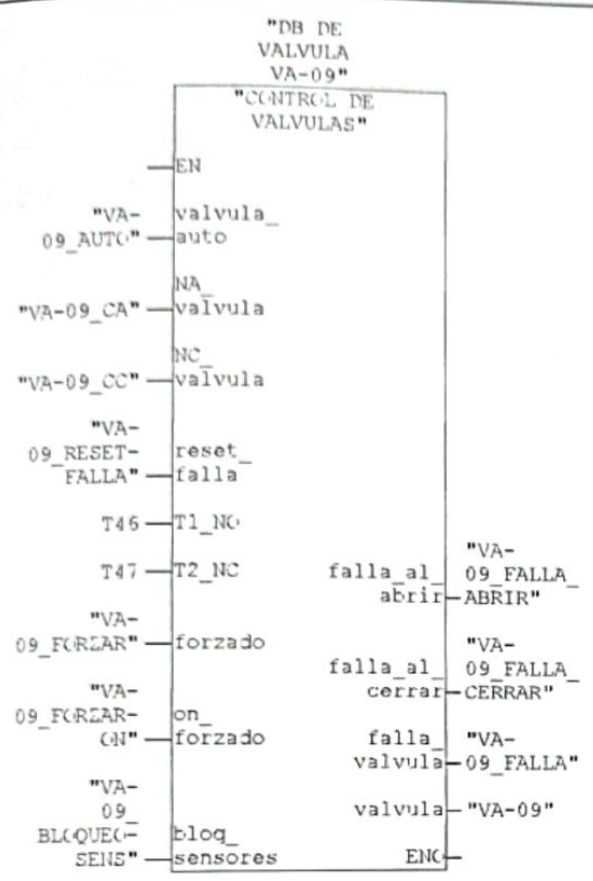 "DB DE
VALVULA
VA-09"
"CONTROL DE
VALVULAS"
EN
"VA-
09_AUTO"
valvula_
auto
"VA-09_CA"
NA_
valvula
"VA-09_CC"
NC_
valvula
"VA-
09_RESET-
FALLA"
reset_
falla
T46
T1_NO
T47
T2_NC
falla_al_
abrir
"VA-
09_FALLA_
ABRIR"
"VA-
09_FORZAR"
forzado
falla_al_
cerrar
"VA-
09_FALLA_
CERRAR"
"VA-
09_FORZAR-
ON"
on_
forzado
falla_
valvula
"VA-
09_FALLA"
"VA-
09_
BLOQUEO-
SENS"
bloq_
sensores
valvula
"VA-09"
ENO